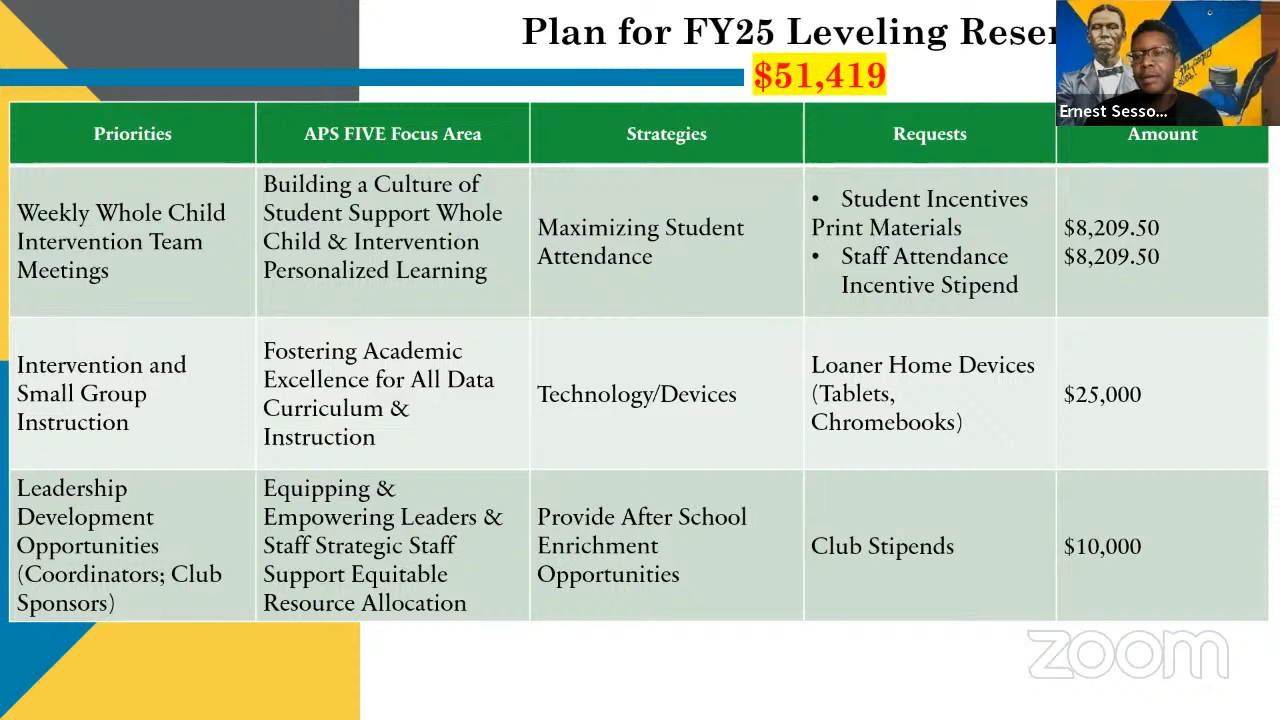 Plan for FY25 Leveling Reser
$51,419
Ernest Sesso...
Priorities
APS FIVE Focus Area
Strategies
Requests
Amount
Weekly Whole Child
Intervention Team
Meetings
Building a Culture of
Student Support Whole
Child & Intervention
Personalized Learning
Maximizing Student
Attendance
• Student Incentives
Print Materials
• Staff Attendance
Incentive Stipend
$8,209.50
$8,209.50
Intervention and
Small Group
Instruction
Fostering Academic
Excellence for All Data
Curriculum &
Instruction
Technology/Devices
Loaner Home Devices
(Tablets,
Chromebooks)
$25,000
Leadership
Development
Opportunities
(Coordinators; Club
Sponsors)
Equipping &
Empowering Leaders &
Staff Strategic Staff
Support Equitable
Resource Allocation
Provide After School
Enrichment
Opportunities
Club Stipends
$10,000
zoom